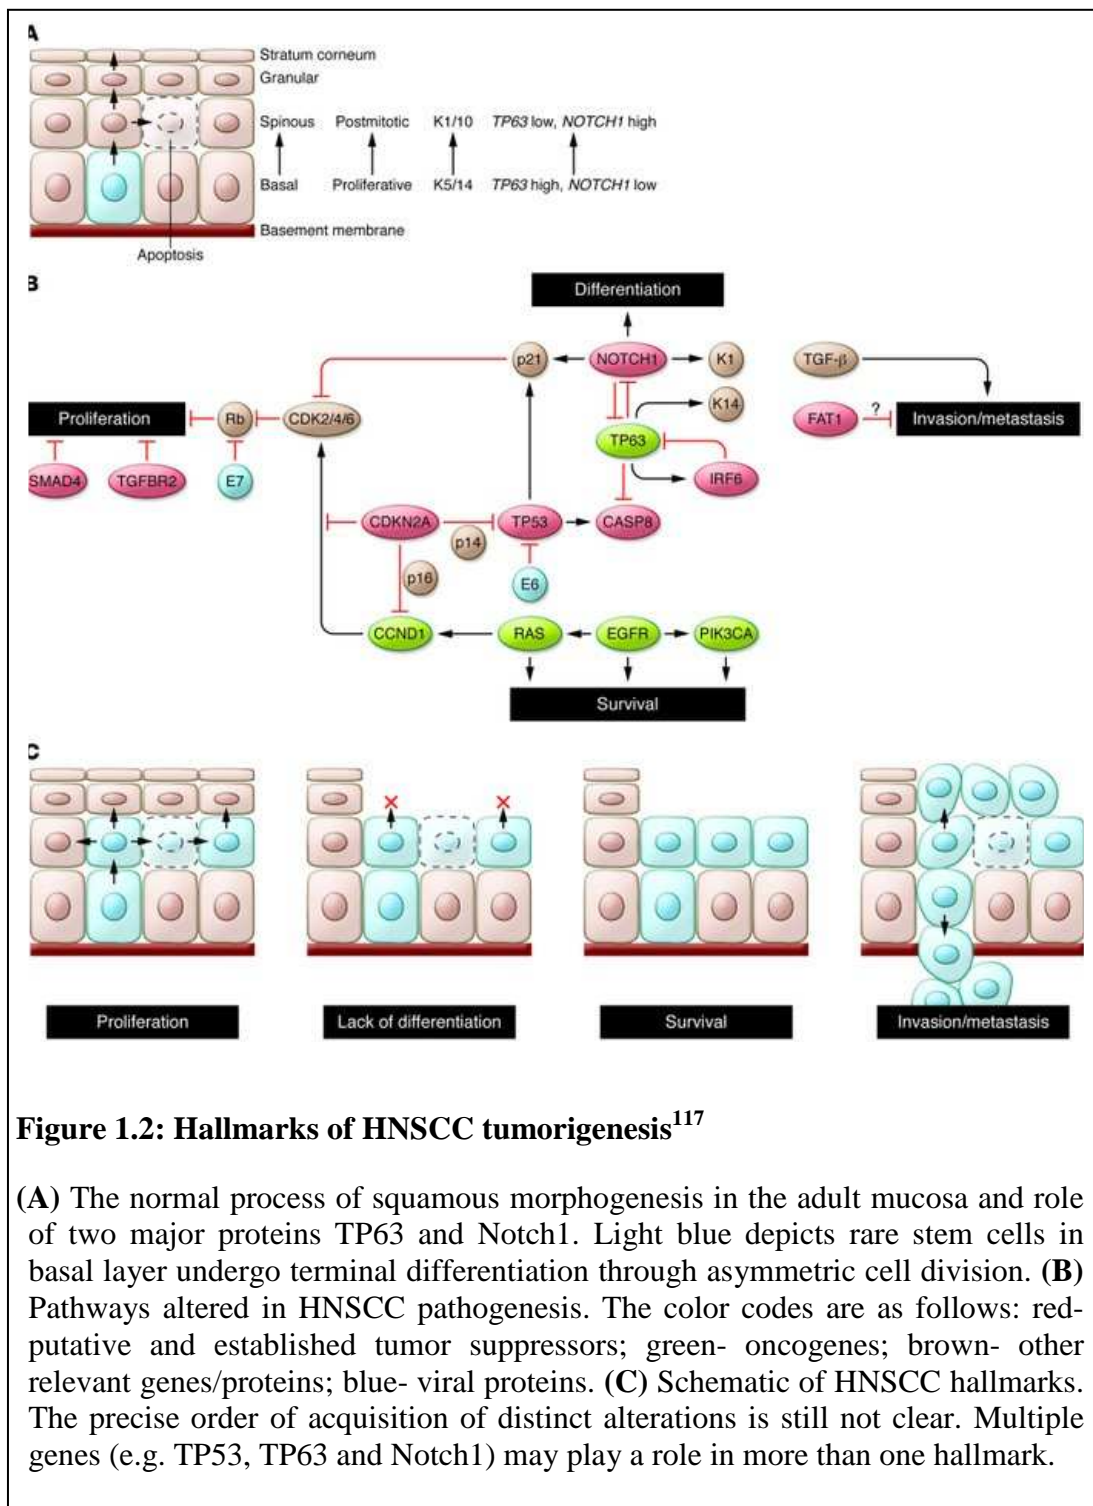 A
Stratum corneum
Granular
Spinous Postmitotic K1/10 TP63 low, NOTCH1 high
Basal Proliferative K5/14 TP63 high, NOTCH1 low
Basement membrane
Apoptosis
B
Differentiation
p21 NOTCH1 K1 TGF-β
K14
Proliferation Rb CDK2/4/6 FAT1 ? Invasion/metastasis
TP63
SMAD4 TGFBR2 E7 IRF6
CDKN2A TP53 CASP8
p14
p16 E6
CCND1 RAS EGFR PIK3CA
Survival
C
Proliferation Lack of differentiation Survival Invasion/metastasis
Figure 1.2: Hallmarks of HNSCC tumorigenesis117
(A) The normal process of squamous morphogenesis in the adult mucosa and role
of two major proteins TP63 and Notch1. Light blue depicts rare stem cells in
basal layer undergo terminal differentiation through asymmetric cell division. (B)
Pathways altered in HNSCC pathogenesis. The color codes are as follows: red-
putative and established tumor suppressors; green- oncogenes; brown- other
relevant genes/proteins; blue- viral proteins. (C) Schematic of HNSCC hallmarks.
The precise order of acquisition of distinct alterations is still not clear. Multiple
genes (e.g. TP53, TP63 and Notch1) may play a role in more than one hallmark.